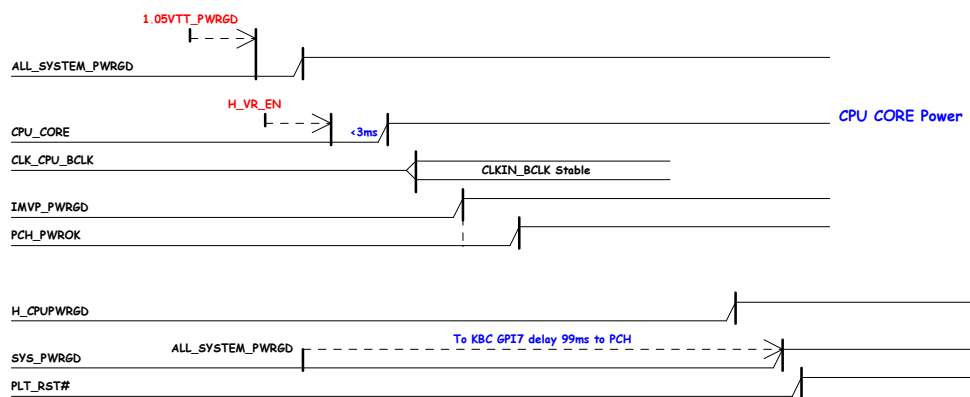 1.05VTT_PWRGD
ALL_SYSTEM_PWRGD
H_VR_EN
CPU_CORE
<3ms
CPU CORE Power
CLK_CPU_BCLK
CLKIN_BCLK Stable
IMVP_PWRGD
PCH_PWROK
H_CPUPWRGD
To KBC GPI7 delay 99ms to PCH
ALL_SYSTEM_PWRGD
SYS_PWRGD
PLT_RST#